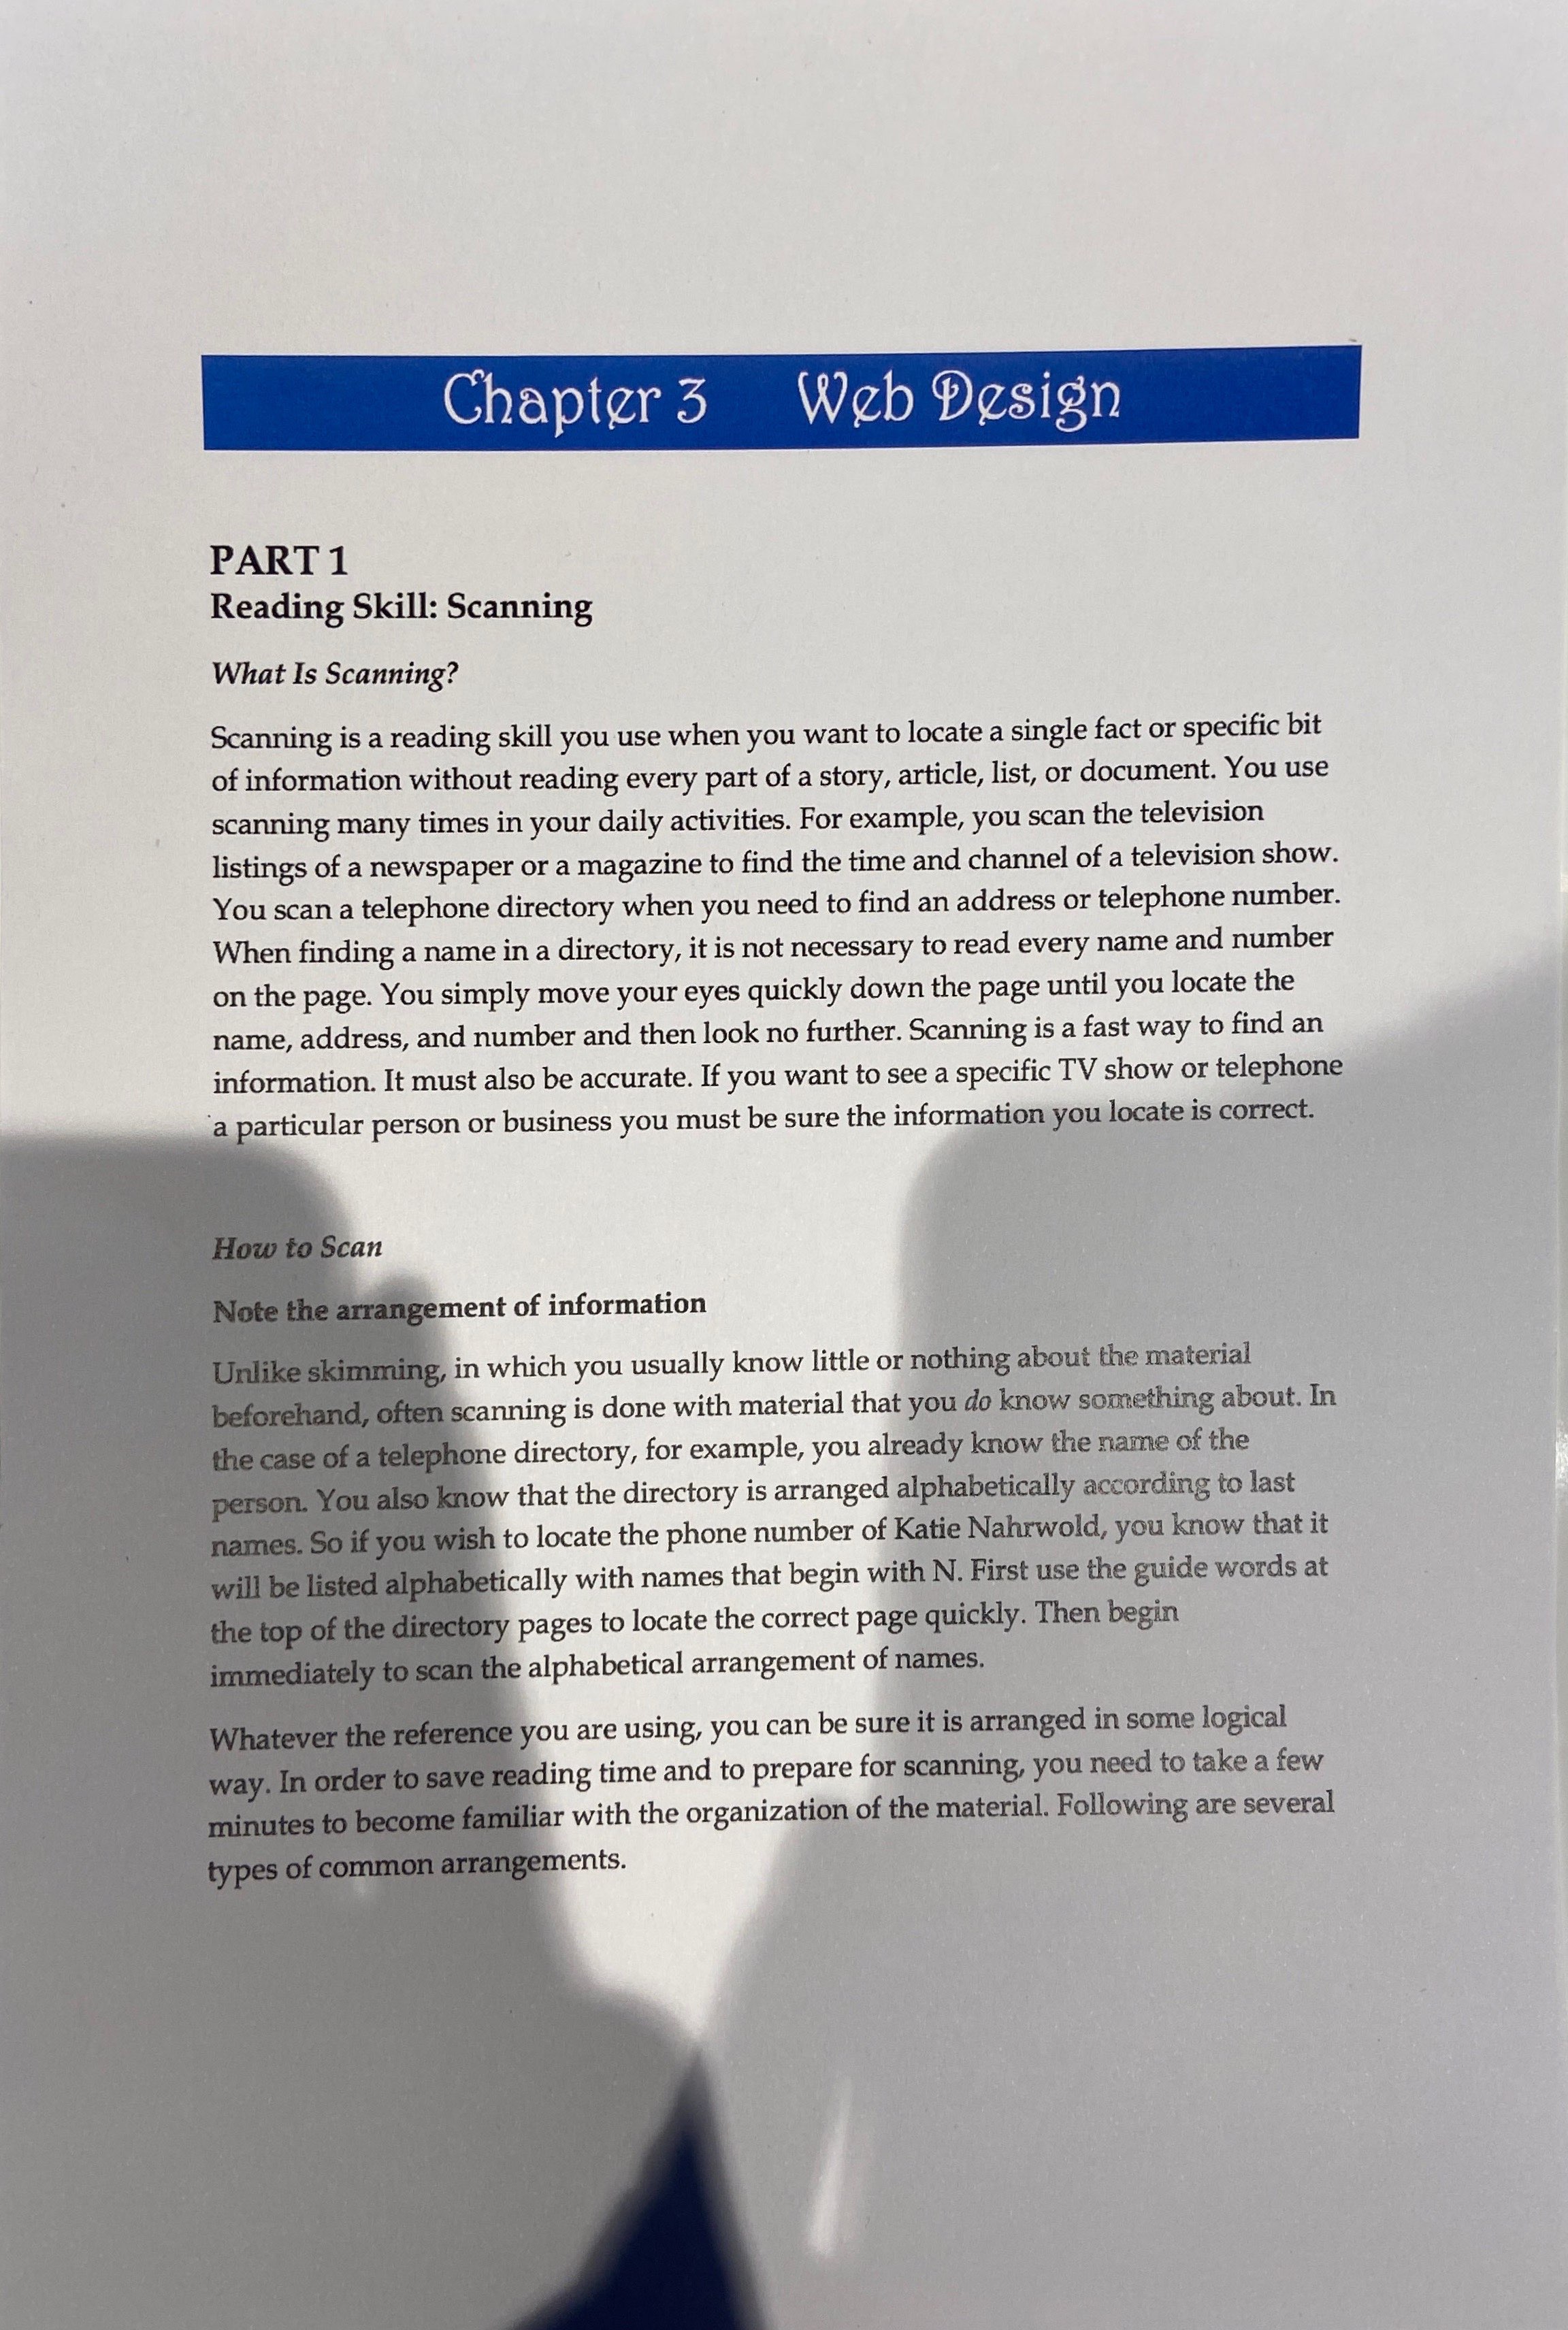 Chapter 3 Web Design
PART 1
Reading Skill: Scanning
What Is Scanning?
Scanning is a reading skill you use when you want to locate a single fact or specific bit
of information without reading every part of a story, article, list, or document. You use
scanning many times in your daily activities. For example, you scan the television
listings of a newspaper or a magazine to find the time and channel of a television show.
You scan a telephone directory when you need to find an address or telephone number.
When finding a name in a directory, it is not necessary to read every name and number
on the page. You simply move your eyes quickly down the page until you locate the
name, address, and number and then look no further. Scanning is a fast way to find an
information. It must also be accurate. If you want to see a specific TV show or telephone
a particular person or business you must be sure the information you locate is correct.
How to Scan
Note the arrangement of information
Unlike skimming, in which you usually know little or nothing about the material
beforehand, often scanning is done with material that you do know something about. In
the case of a telephone directory, for example, you already know the name of the
person. You also know that the directory is arranged alphabetically according to last
names. So if you wish to locate the phone number of Katie Nahrwold, you know that it
will be listed alphabetically with names that begin with N. First use the guide words at
the top of the directory pages to locate the correct page quickly. Then begin
immediately to scan the alphabetical arrangement of names.
Whatever the reference you are using, you can be sure it is arranged in some logical
way. In order to save reading time and to prepare for scanning, you need to take a few
minutes to become familiar with the organization of the material. Following are several
types of common arrangements.